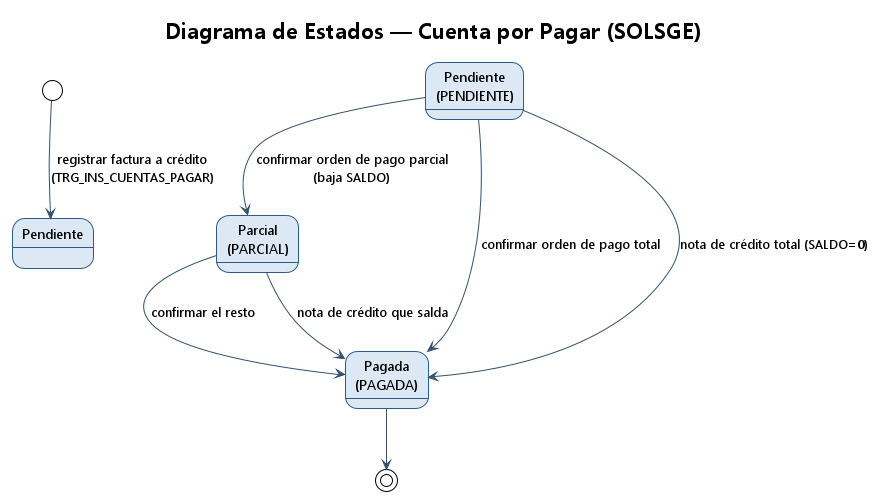 Diagrama de Estados — Cuenta por Pagar (SOLSGE)
Pendiente
(PENDIENTE)
registrar factura a crédito
(TRG_INS_CUENTAS_PAGAR)
confirmar orden de pago parcial
(baja SALDO)
Pendiente
Parcial
(PARCIAL)
confirmar orden de pago total
nota de crédito total (SALDO=0)
confirmar el resto
nota de crédito que salda
Pagada
(PAGADA)